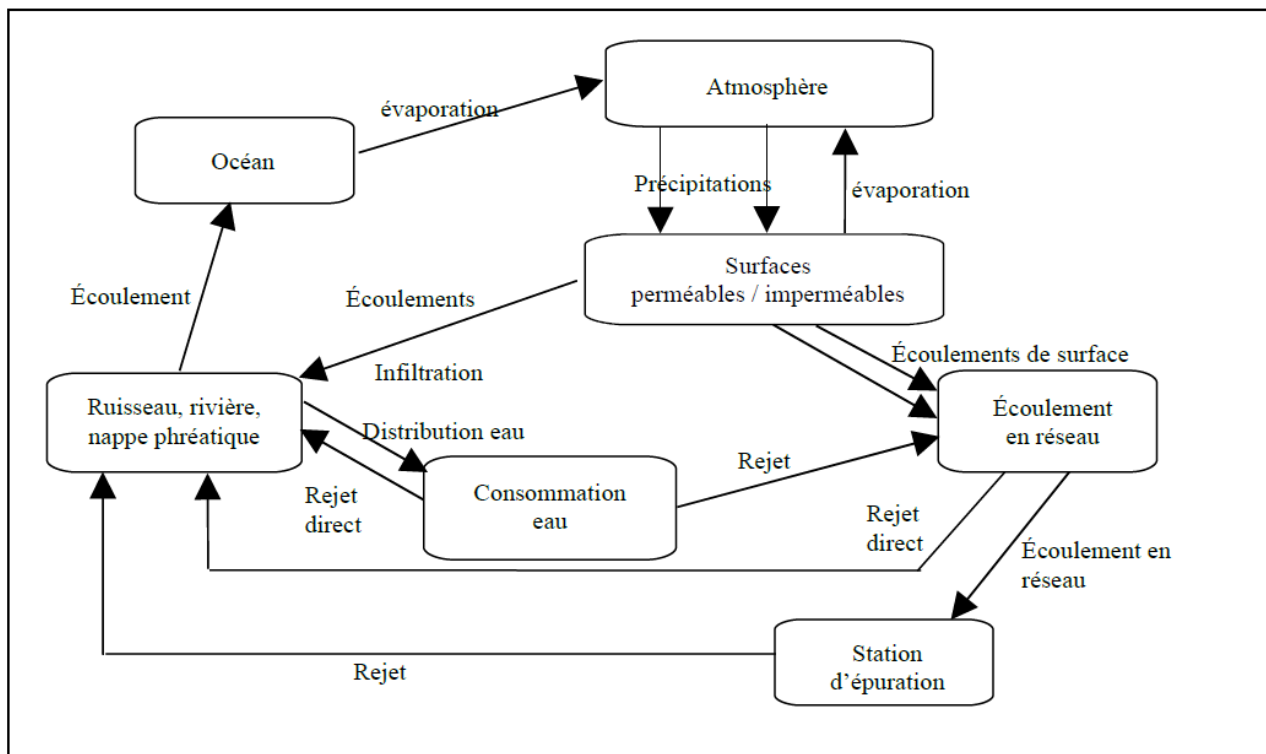 Atmosphère
évaporation
Océan
Précipitations
évaporation
Surfaces
perméables / imperméables
Écoulement
Écoulements
Écoulements de surface
Infiltration
Ruisseau, rivière,
nappe phréatique
Écoulement
en réseau
Distribution eau
Rejet
Consommation
eau
Rejet
direct
Rejet
direct
Écoulement en
réseau
Station
d’épuration
Rejet